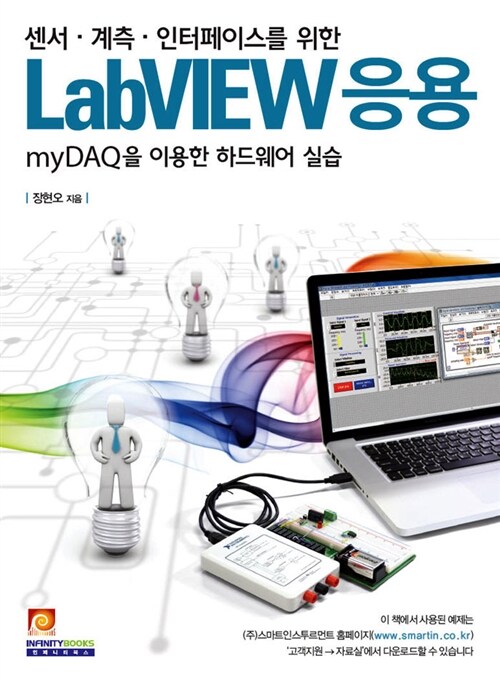 센서 · 계측 · 인터페이스를 위한
LabVIEW 응용
myDAQ을 이용한 하드웨어 실습
| 장현오 지음 |
이 책에서 사용된 예제는
(주)스마트인스트루먼트 홈페이지(www.smartin.co.kr)
'고객지원 → 자료실'에서 다운로드할 수 있습니다
INFINITYBOOKS
인피니티북스